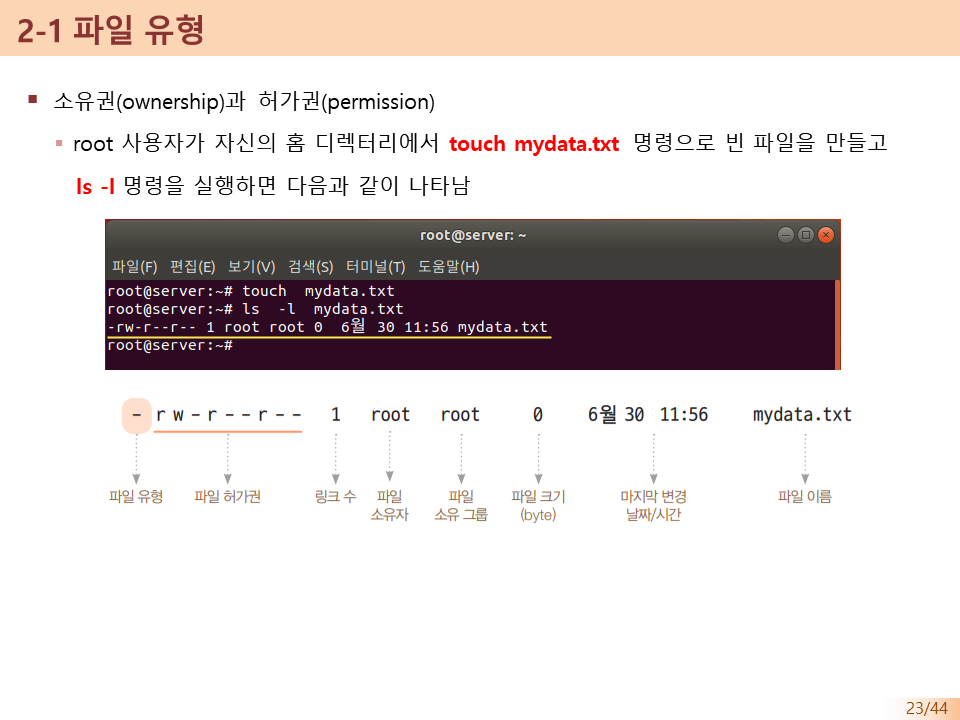 2-1 파일 유형
소유권(ownership)과 허가권(permission)
root 사용자가 자신의 홈 디렉터리에서 touch mydata.txt 명령으로 빈 파일을 만들고
ls -l 명령을 실행하면 다음과 같이 나타남
root@server: ~
파일(F) 편집(E) 보기(V) 검색(S) 터미널(T) 도움말(H)
root@server:~# touch  mydata.txt
root@server:~# ls  -l  mydata.txt
-rw-r--r-- 1 root root 0  6월 30 11:56 mydata.txt
root@server:~#
- r w - r - - r - - 1 root root 0 6월 30 11:56 mydata.txt
파일 유형 파일 허가권 링크 수 파일 파일 파일 크기 마지막 변경 파일 이름
소유자 소유 그룹 (byte) 날짜/시간
23/44